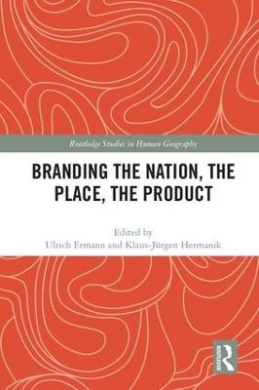 Routledge Studies in Human Geography
BRANDING THE NATION, THE
PLACE, THE PRODUCT
Edited by
Ulrich Ermann and Klaus-Jürgen Hermanik
R